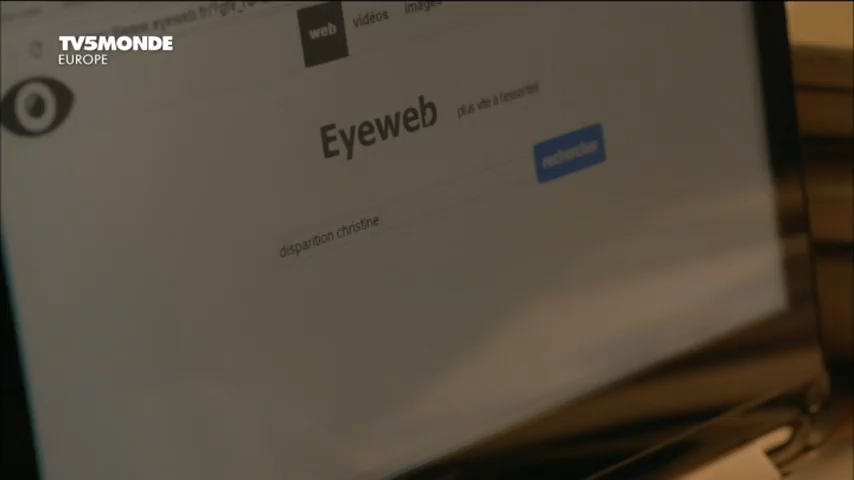 TV5MONDE
EUROPE
web vidéos images
Eyeweb plus vite à l'essentiel
rechercher
disparition christine